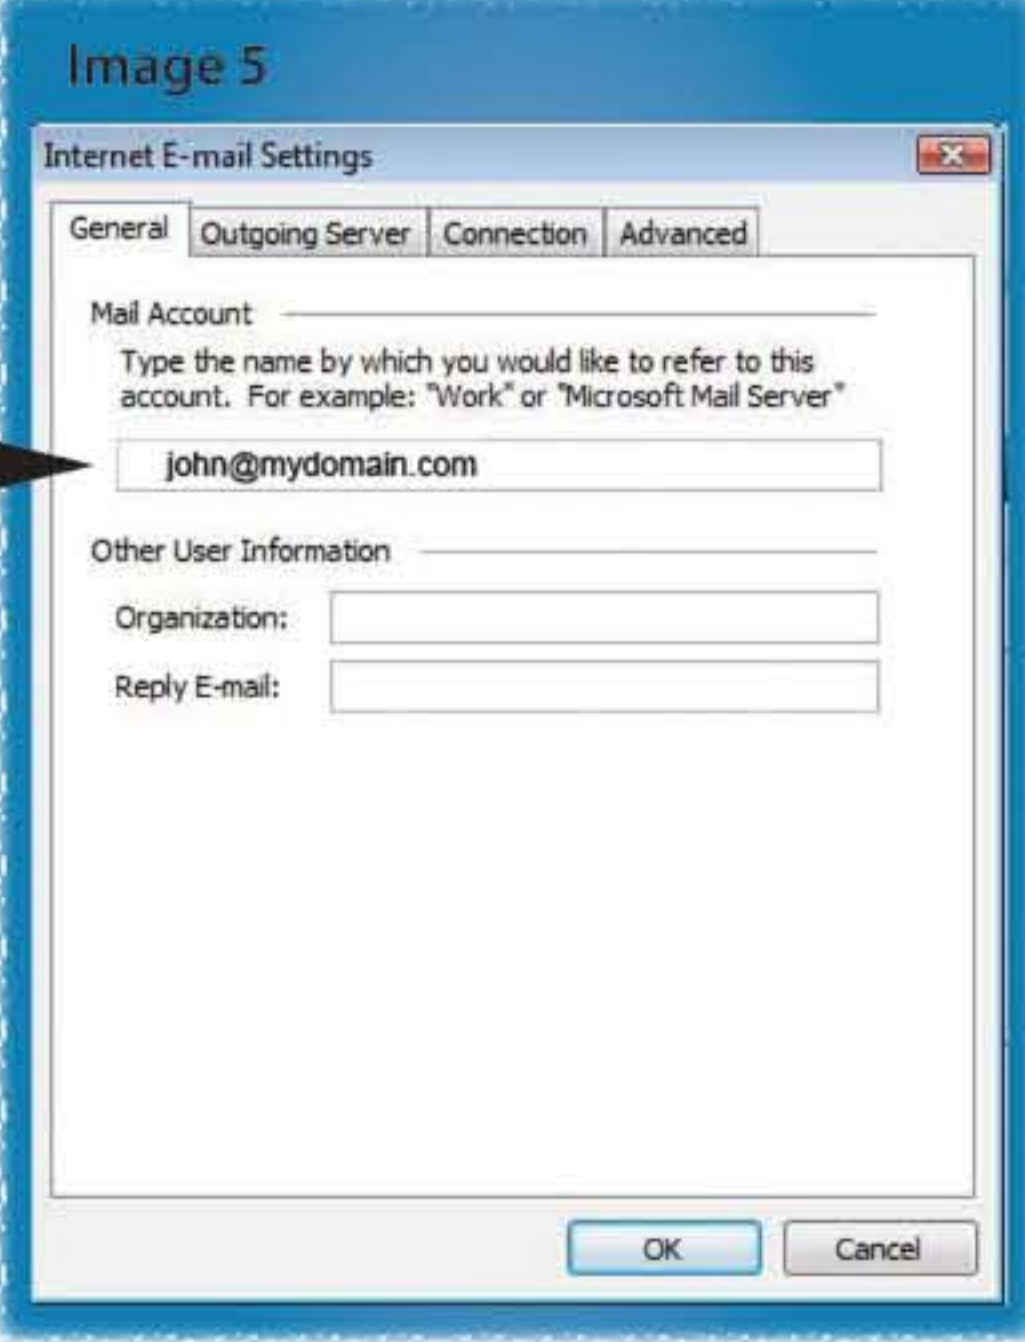 Image 5
Internet E-mail Settings
General Outgoing Server Connection Advanced
Mail Account
Type the name by which you would like to refer to this
account. For example: "Work" or "Microsoft Mail Server"
john@mydomain.com
Other User Information
Organization:
Reply E-mail:
OK Cancel